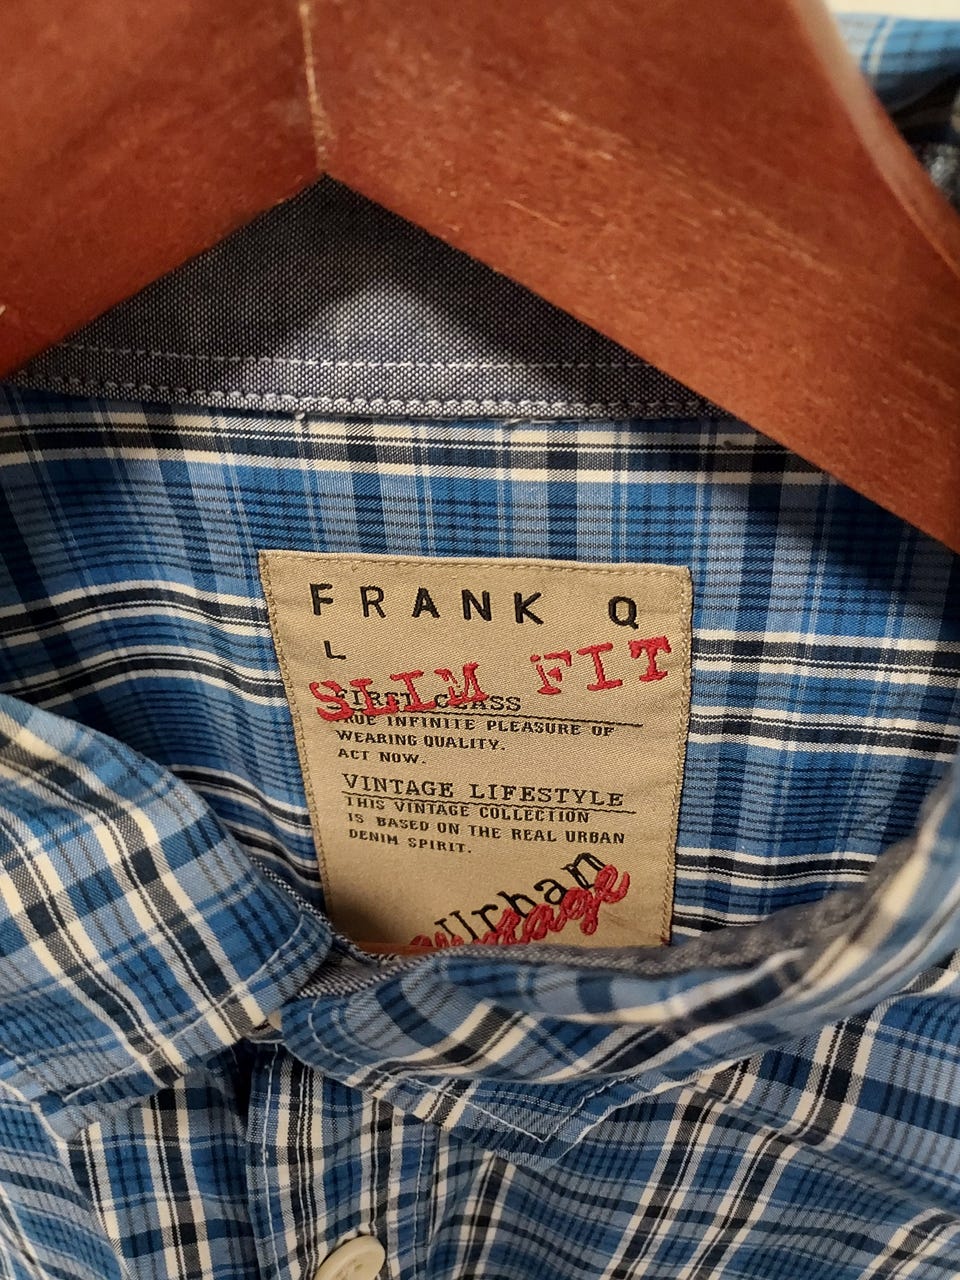 FRANK Q
L
SLIM FIT
FIRST CLASS
TRUE INFINITE PLEASURE OF
WEARING QUALITY.
ACT NOW.
VINTAGE LIFESTYLE
THIS VINTAGE COLLECTION
IS BASED ON THE REAL URBAN
DENIM SPIRIT.
Urban